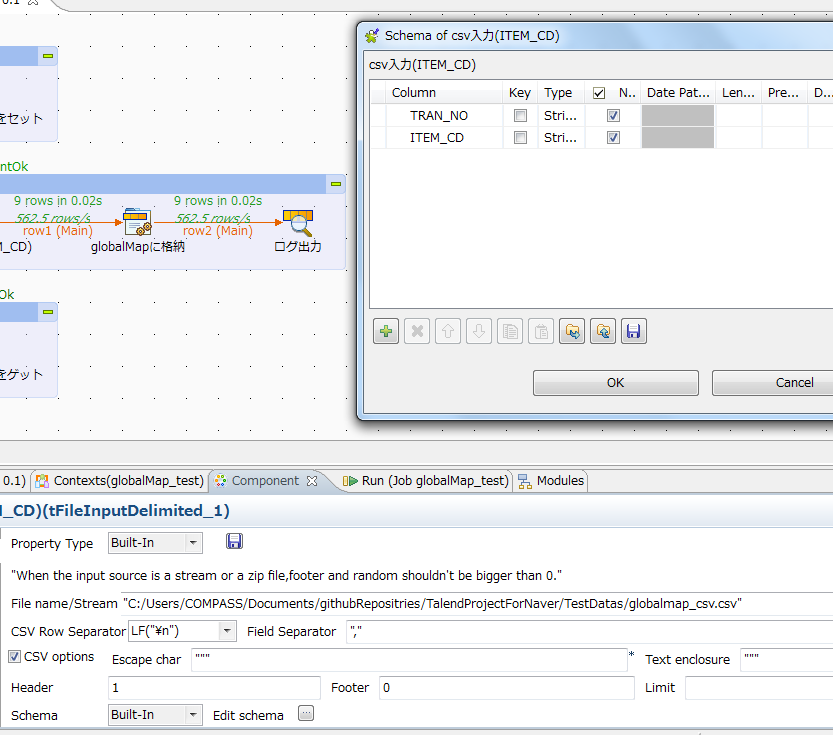 0.1
Schema of csv入力(ITEM_CD)
csv入力(ITEM_CD)
Column Key Type N.. Date Pat... Len... Pre... D...
TRAN_NO Stri...
ITEM_CD Stri...
をセット
ntOk
9 rows in 0.02s 9 rows in 0.02s
562.5 rows/s 562.5 rows/s
row1 (Main) row2 (Main)
_CD) globalMapに格納 ログ出力
Ok
をゲット
OK Cancel
0.1) Contexts(globalMap_test) Component Run (Job globalMap_test) Modules
_CD)(tFileInputDelimited_1)
Property Type Built-In
"When the input source is a stream or a zip file,footer and random shouldn't be bigger than 0."
File name/Stream "C:/Users/COMPASS/Documents/githubRepositries/TalendProjectForNaver/TestDatas/globalmap_csv.csv"
CSV Row Separator LF("¥n") Field Separator ","
CSV options Escape char """ * Text enclosure """
Header 1 Footer 0 Limit
Schema Built-In Edit schema ...